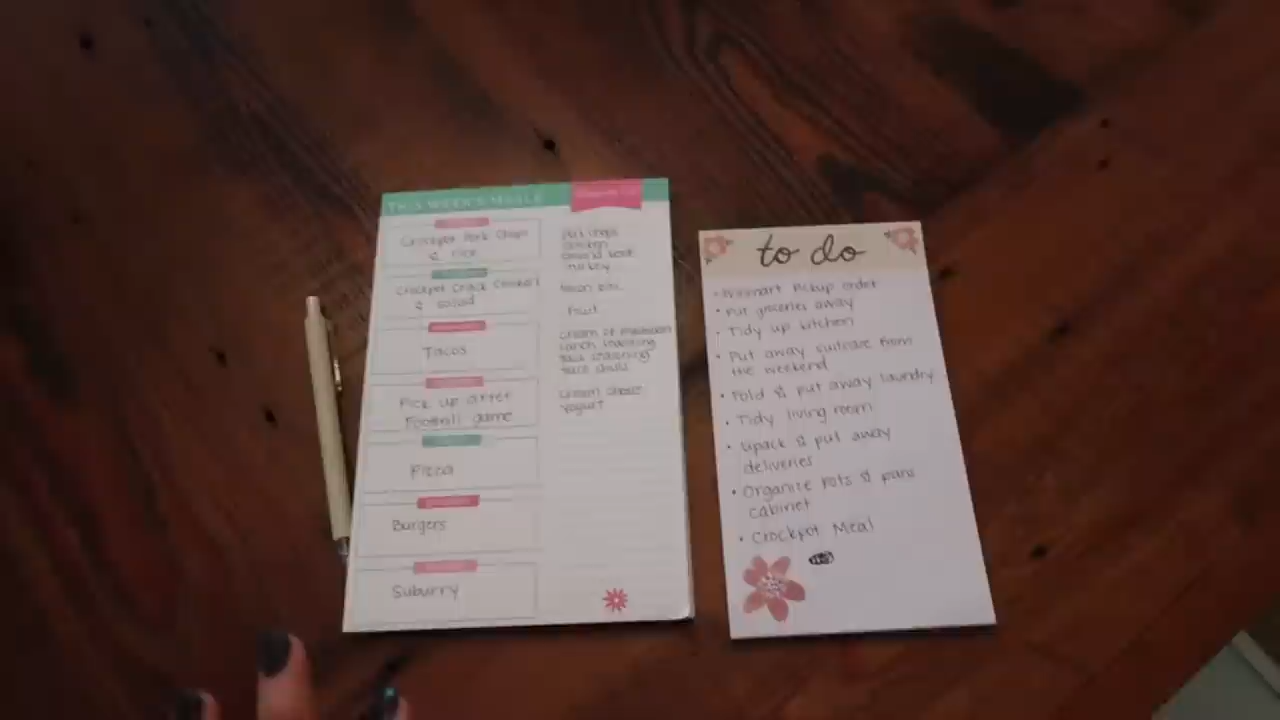 THIS WEEK'S MEALS
Crockpot Pork Chops
& rice
Crockpot Crack Chicken
& salad
Tacos
Pick up after
Football game
Pizza
Burgers
Suburry
pork chops
chicken
ground beef
turkey
fruit
cream of mushroom
ranch seasoning
taco seasoning
taco shells
cream cheese
yogurt
to do
• Walmart Pickup order
• Put groceries away
• Tidy up kitchen
• Put away suitcase from
the weekend
• Fold & put away laundry
• Tidy living room
• Upack & put away
deliveries
• Organize pots & pans
cabinet
• Crockpot Meal